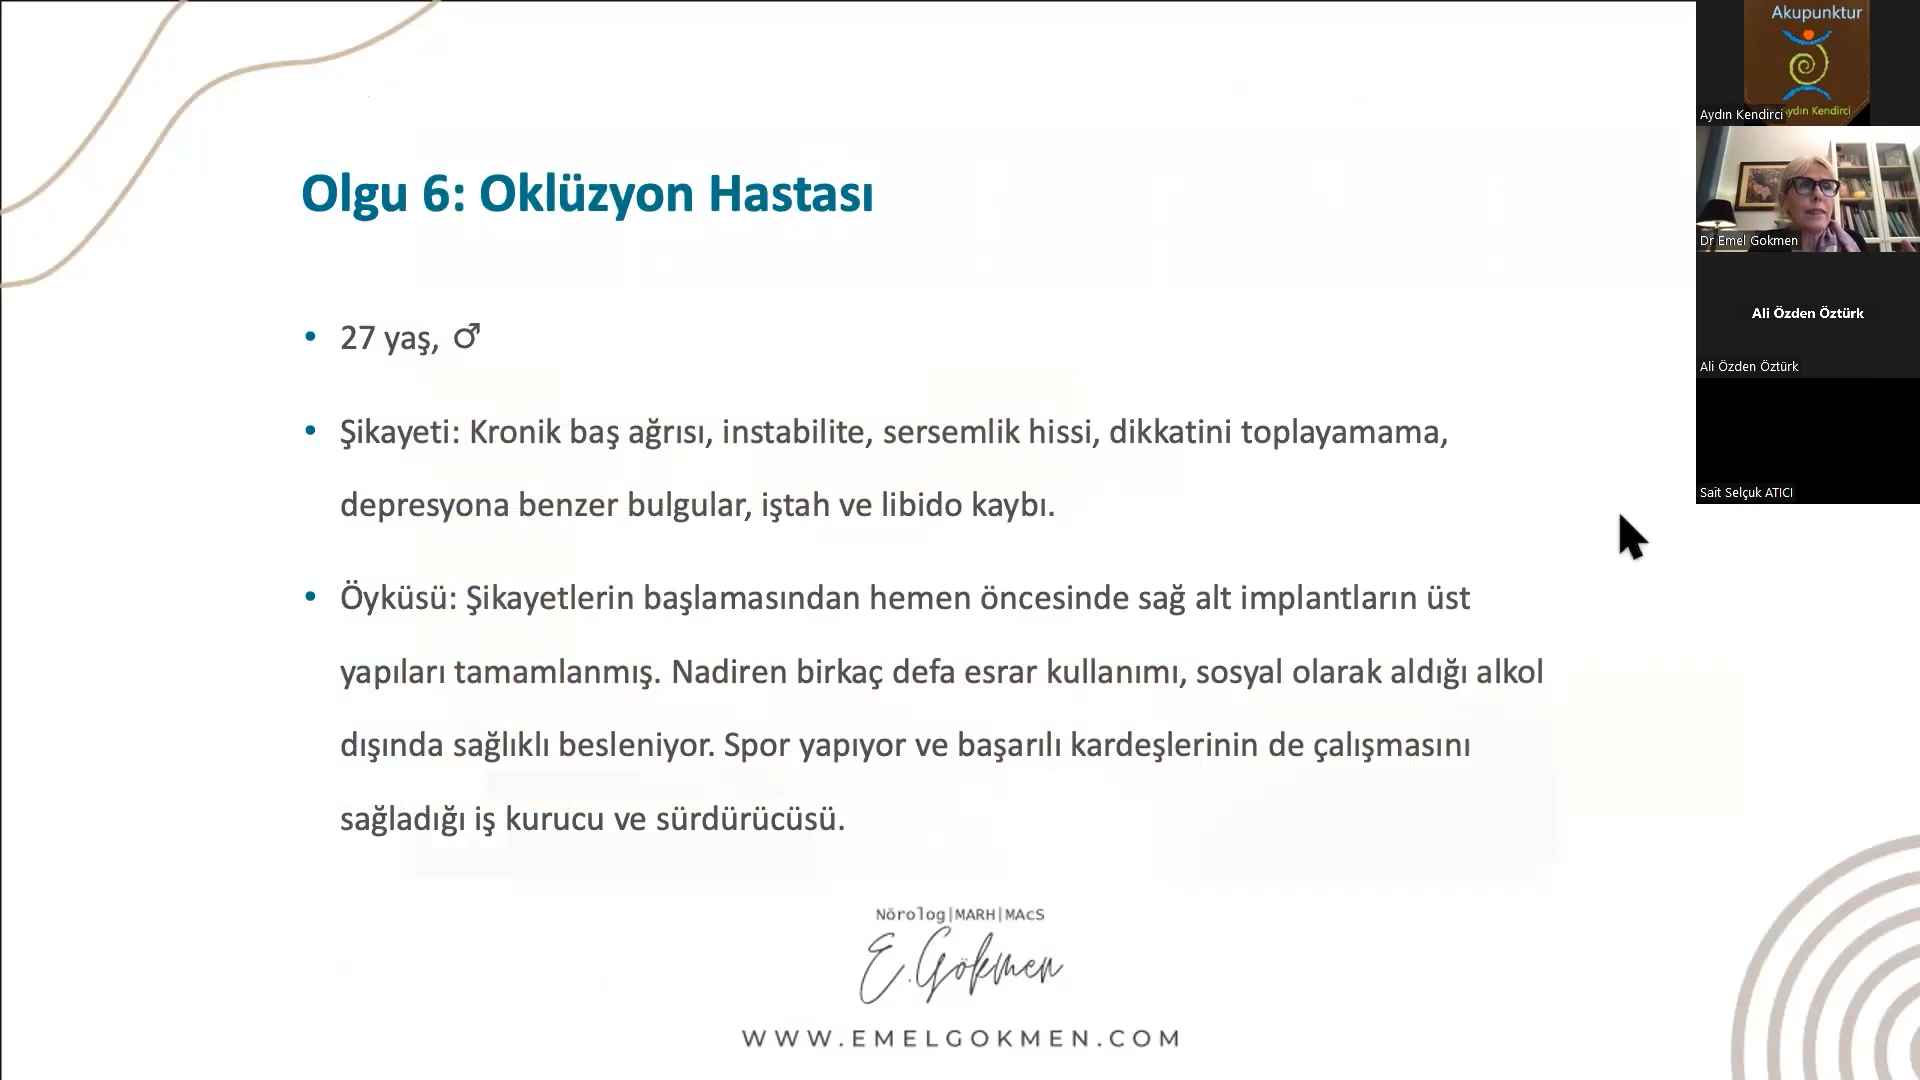 Olgu 6: Oklüzyon Hastası
• 27 yaş, ♂
• Şikayeti: Kronik baş ağrısı, instabilite, sersemlik hissi, dikkatini toplayamama,
depresyona benzer bulgular, iştah ve libido kaybı.
• Öyküsü: Şikayetlerin başlamasından hemen öncesinde sağ alt implantların üst
yapıları tamamlanmış. Nadiren birkaç defa esrar kullanımı, sosyal olarak aldığı alkol
dışında sağlıklı besleniyor. Spor yapıyor ve başarılı kardeşlerinin de çalışmasını
sağladığı iş kurucu ve sürdürücüsü.
Nörolog|MARH|MAcS
E.Gökmen
WWW.EMELGOKMEN.COM
Akupunktur
Aydın Kendirci
Aydın Kendirci
Dr Emel Gokmen
Ali Özden Öztürk
Ali Özden Öztürk
Sait Selçuk ATICI